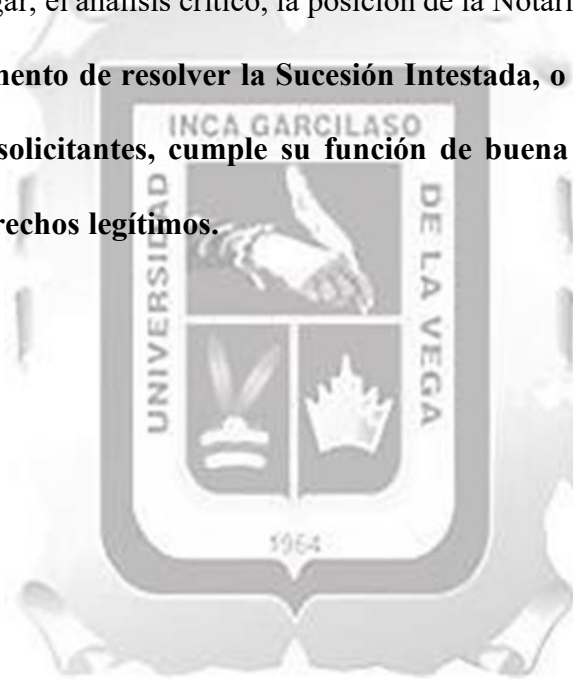 gar, el análisis crítico, la posición de la Notarí
mento de resolver la Sucesión Intestada, o
solicitantes, cumple su función de buena
rechos legítimos.
INCA GARCILASO
UNIVERSIDAD
DE LA VEGA
1964